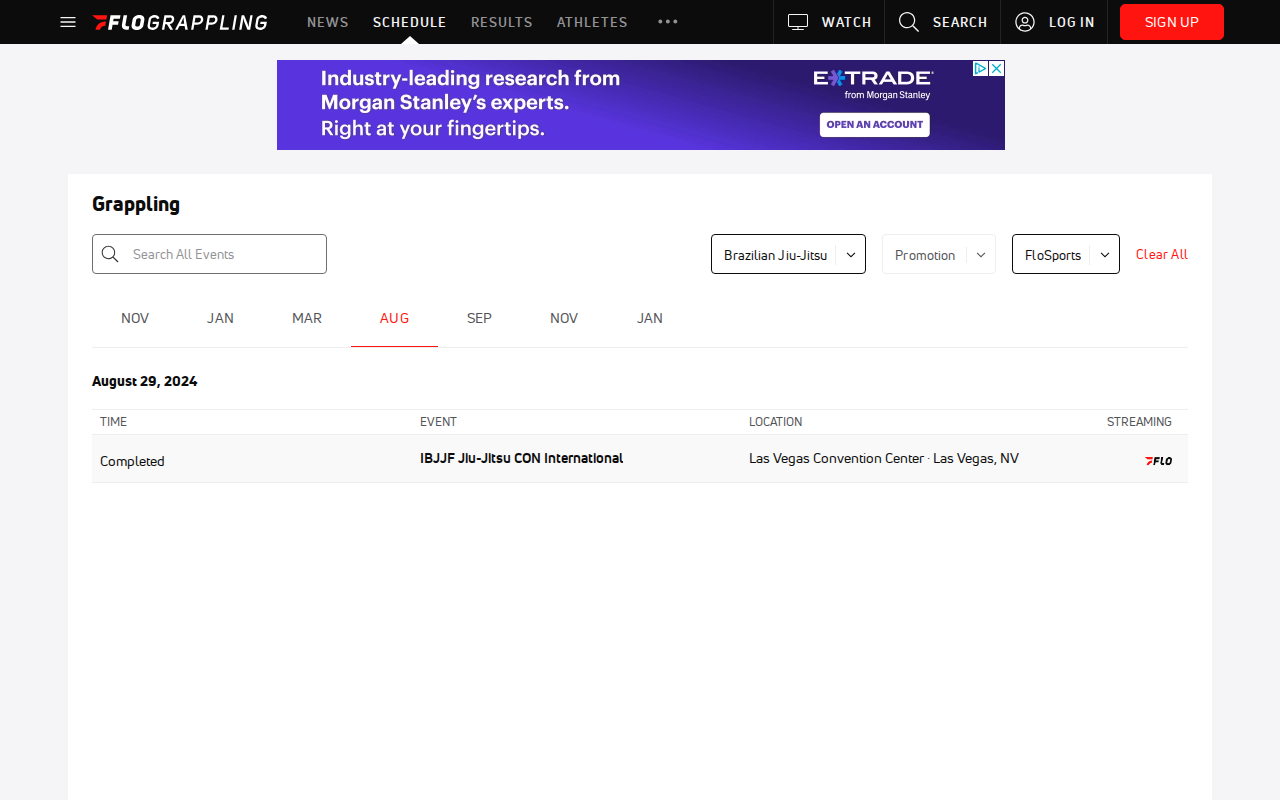 FLOGRAPPLING NEWS SCHEDULE RESULTS ATHLETES ••• WATCH SEARCH LOG IN SIGN UP
Industry-leading research from
Morgan Stanley's experts.
Right at your fingertips.
E*TRADE
from Morgan Stanley
OPEN AN ACCOUNT
Grappling
Search All Events
Brazilian Jiu-Jitsu Promotion FloSports Clear All
NOV JAN MAR AUG SEP NOV JAN
August 29, 2024
TIME EVENT LOCATION STREAMING
Completed IBJJF Jiu-Jitsu CON International Las Vegas Convention Center · Las Vegas, NV FLO